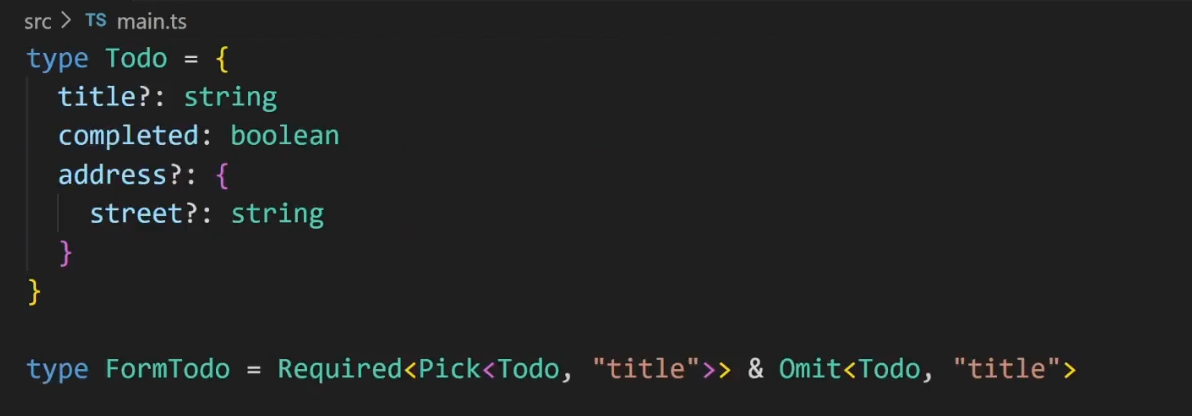 src > TS main.ts
type Todo = {
title?: string
completed: boolean
address?: {
street?: string
}
}
type FormTodo = Required<Pick<Todo, "title">> & Omit<Todo, "title">